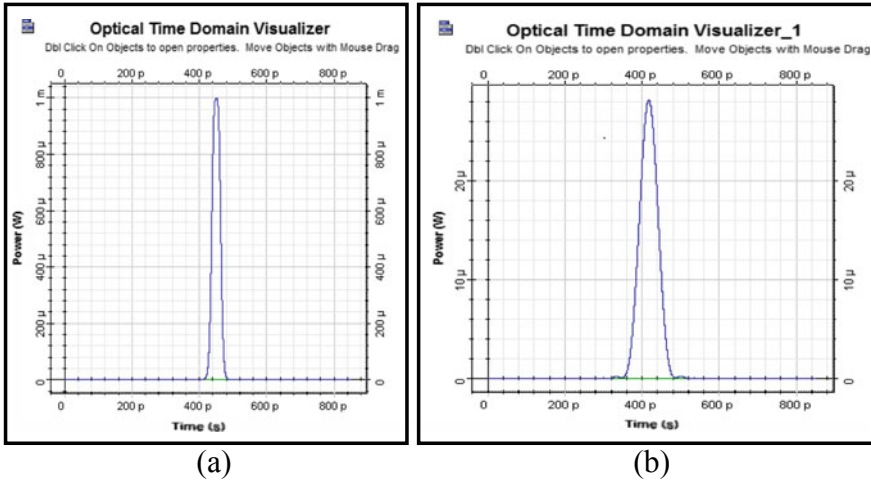 Optical Time Domain Visualizer
Dbl Click On Objects to open properties. Move Objects with Mouse Drag
0 200 p 400 p 600 p 800 p
1 m
800 µ
600 µ
400 µ
200 µ
0
Power (W)
1 m
800 µ
600 µ
400 µ
200 µ
0
0 200 p 400 p 600 p 800 p
Time (s)
(a)
Optical Time Domain Visualizer_1
Dbl Click On Objects to open properties. Move Objects with Mouse Drag
0 200 p 400 p 600 p 800 p
20 µ
10 µ
0
Power (W)
20 µ
10 µ
0
0 200 p 400 p 600 p 800 p
Time (s)
(b)